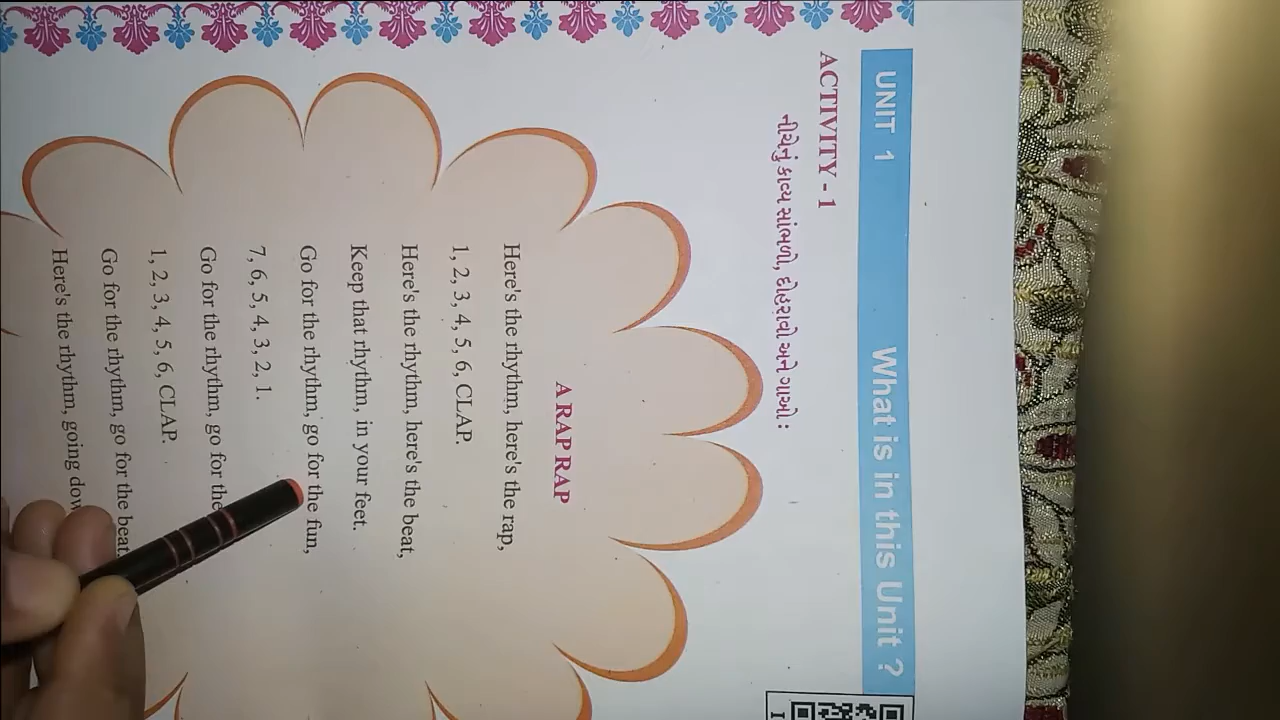 UNIT 1 What is in this Unit ?
ACTIVITY - 1
નીચેનું કાવ્ય સાંભળો, દોહરાવો અને ગાઓ :
A RAP RAP
Here's the rhythm, here's the rap,
1, 2, 3, 4, 5, 6, CLAP.
Here's the rhythm, here's the beat,
Keep that rhythm, in your feet.
Go for the rhythm, go for the fun,
7, 6, 5, 4, 3, 2, 1.
Go for the rhythm, go for the
1, 2, 3, 4, 5, 6, CLAP.
Go for the rhythm, go for the beat,
Here's the rhythm, going